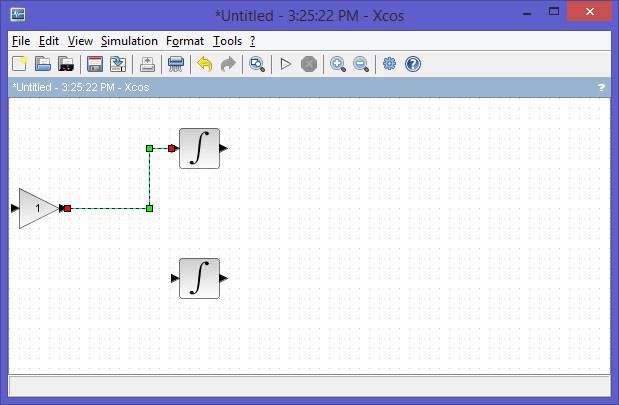 *Untitled - 3:25:22 PM - Xcos
File Edit View Simulation Format Tools ?
*Untitled - 3:25:22 PM - Xcos ?
1
∫
∫